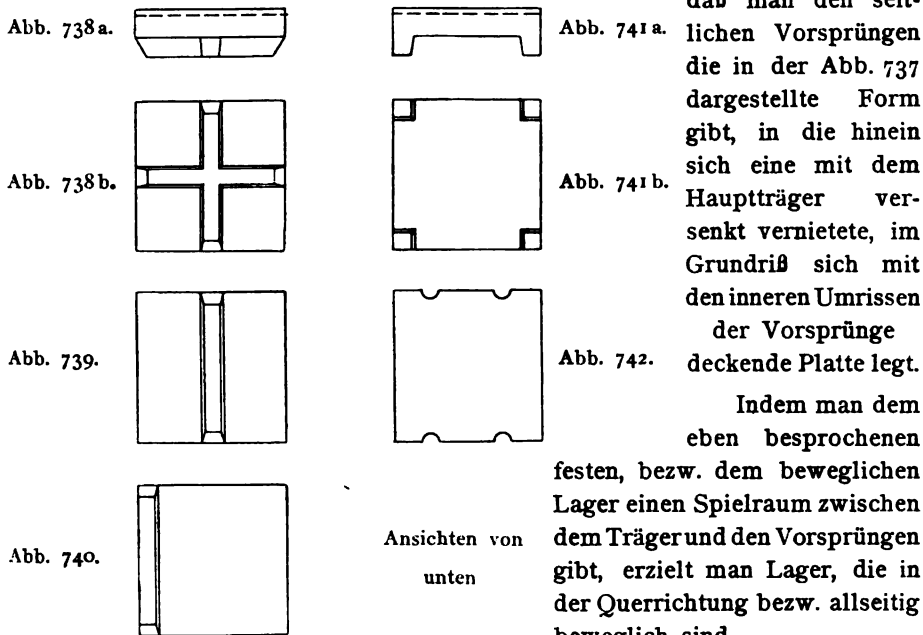 daß man den seit-
Abb. 738a.
Abb. 741a.
lichen Vorsprüngen
die in der Abb. 737
dargestellte Form
gibt, in die hinein
sich eine mit dem
Abb. 738b.
Abb. 741b.
Hauptträger ver-
senkt vernietete, im
Grundriß sich mit
den inneren Umrissen
der Vorsprünge
Abb. 739.
Abb. 742.
deckende Platte legt.
Indem man dem
eben besprochenen
festen, bezw. dem beweglichen
Lager einen Spielraum zwischen
Ansichten von
unten
dem Träger und den Vorsprüngen
Abb. 740.
gibt, erzielt man Lager, die in
der Querrichtung bezw. allseitig
beweglich sind